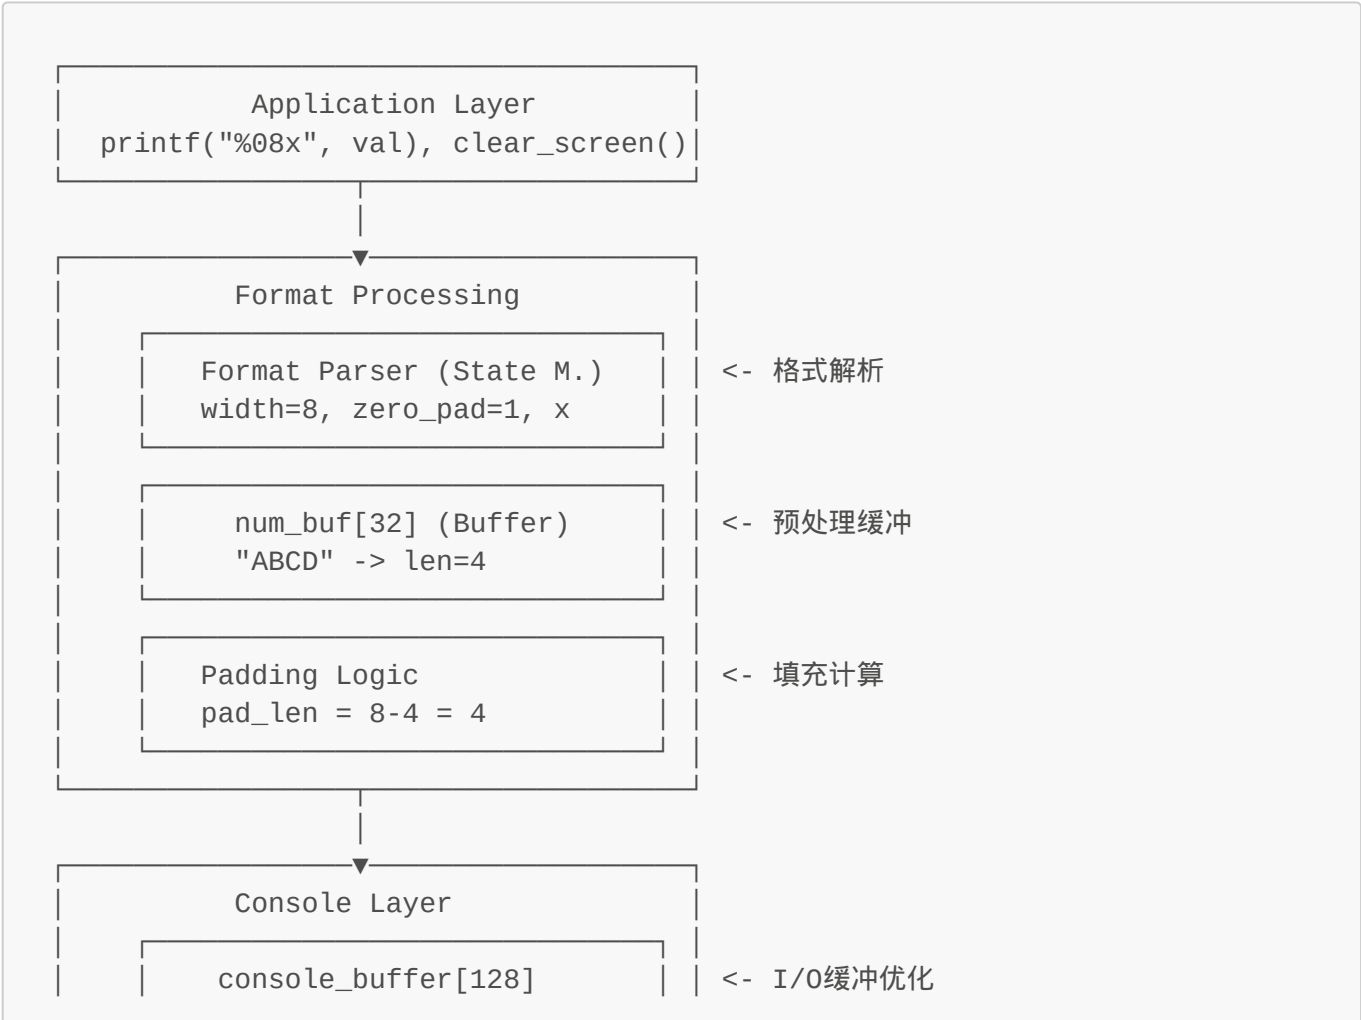 Application Layer
printf("%08x", val), clear_screen()
Format Processing
Format Parser (State M.) <- 格式解析
width=8, zero_pad=1, x
num_buf[32] (Buffer) <- 预处理缓冲
"ABCD" -> len=4
Padding Logic <- 填充计算
pad_len = 8-4 = 4
Console Layer
console_buffer[128] <- I/O缓冲优化